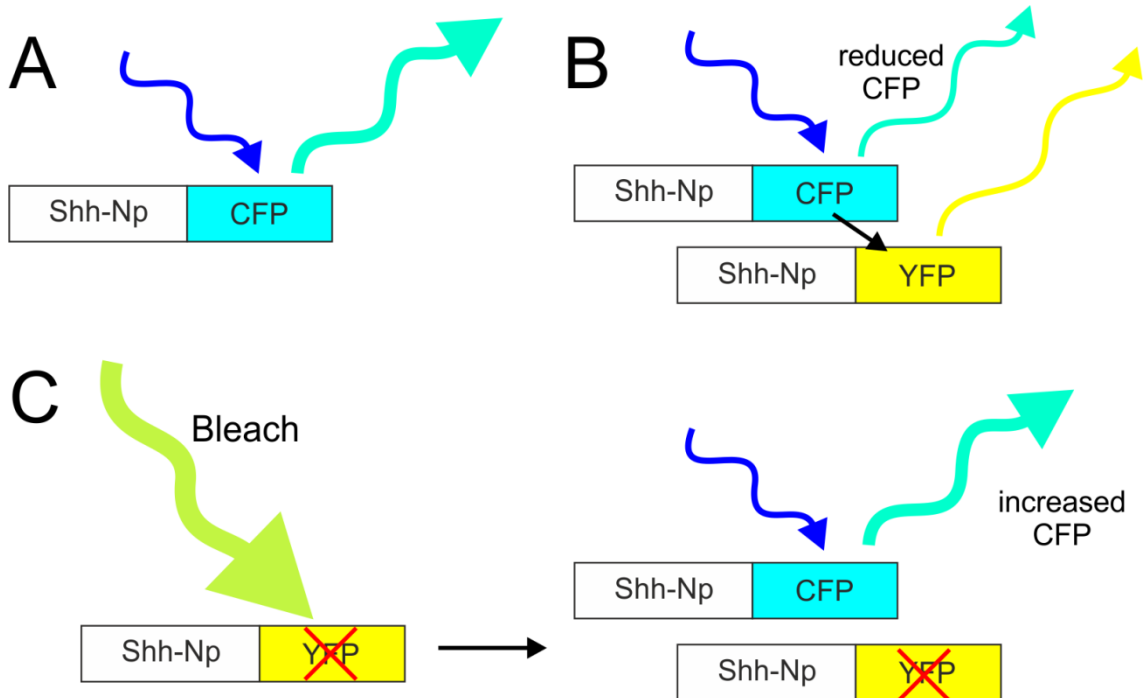 A
Shh-Np
CFP
B
reduced
CFP
Shh-Np
CFP
Shh-Np
YFP
C
Bleach
Shh-Np
YFP
increased
CFP
Shh-Np
CFP
Shh-Np
YFP